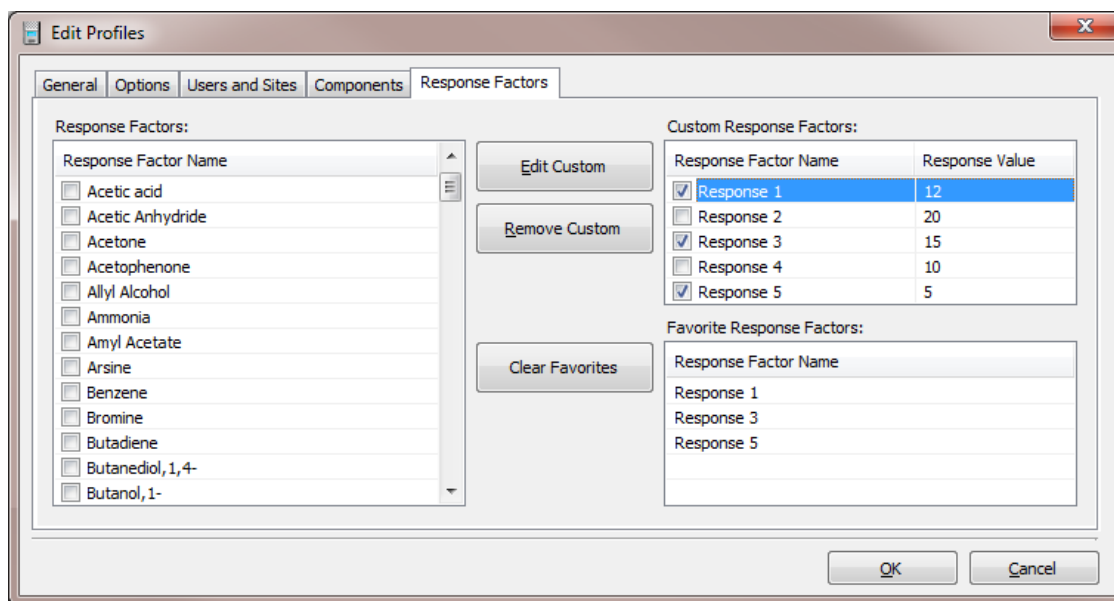 Edit Profiles
General Options Users and Sites Components Response Factors
Response Factors:
Response Factor Name
Acetic acid
Acetic Anhydride
Acetone
Acetophenone
Allyl Alcohol
Ammonia
Amyl Acetate
Arsine
Benzene
Bromine
Butadiene
Butanediol,1,4-
Butanol,1-
Edit Custom
Remove Custom
Clear Favorites
Custom Response Factors:
Response Factor Name Response Value
Response 1 12
Response 2 20
Response 3 15
Response 4 10
Response 5 5
Favorite Response Factors:
Response Factor Name
Response 1
Response 3
Response 5
OK Cancel